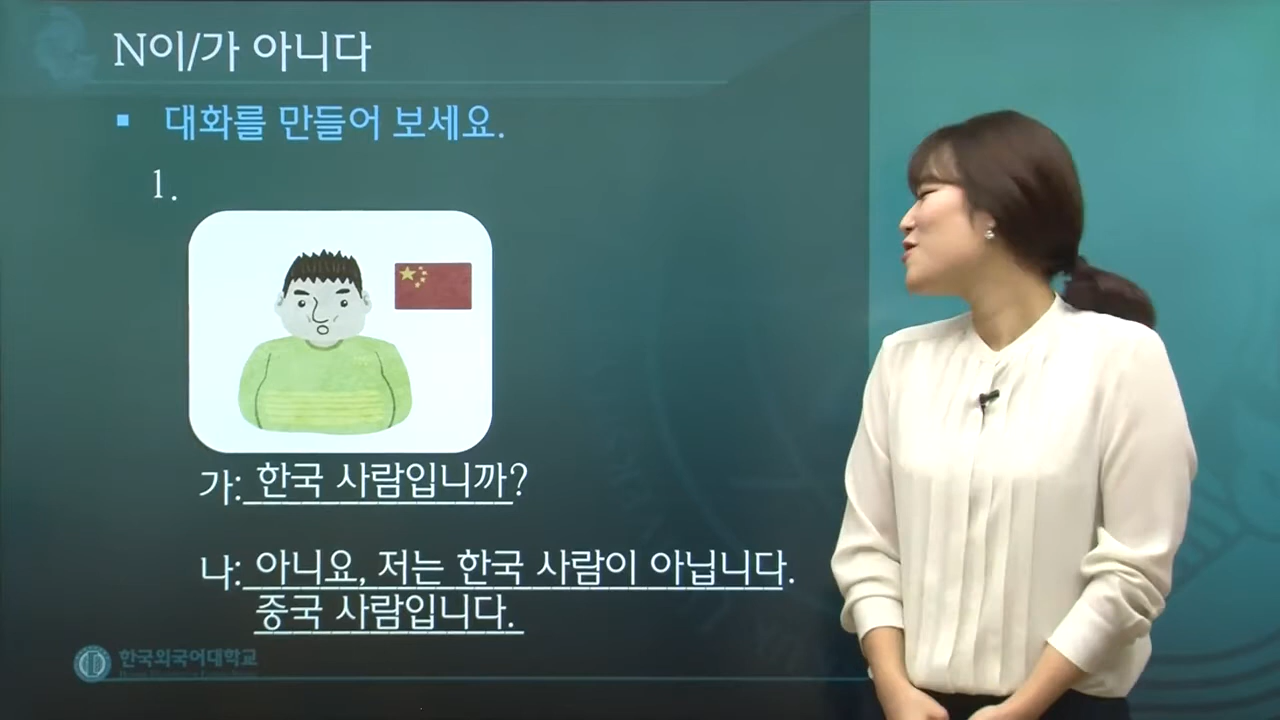 N이/가 아니다
▪ 대화를 만들어 보세요.
1.
가: 한국 사람입니까?
나: 아니요, 저는 한국 사람이 아닙니다.
중국 사람입니다.
한국외국어대학교